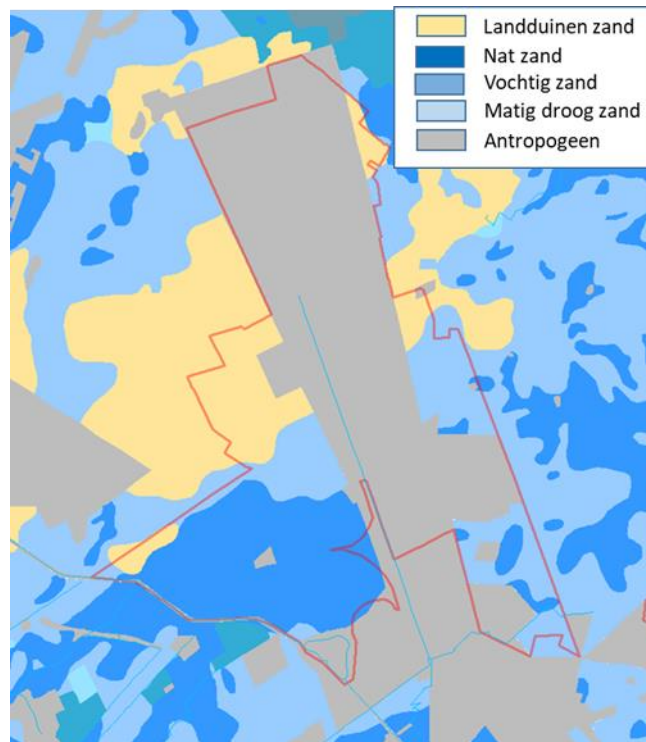 Landduinen zand
Nat zand
Vochtig zand
Matig droog zand
Antropogeen